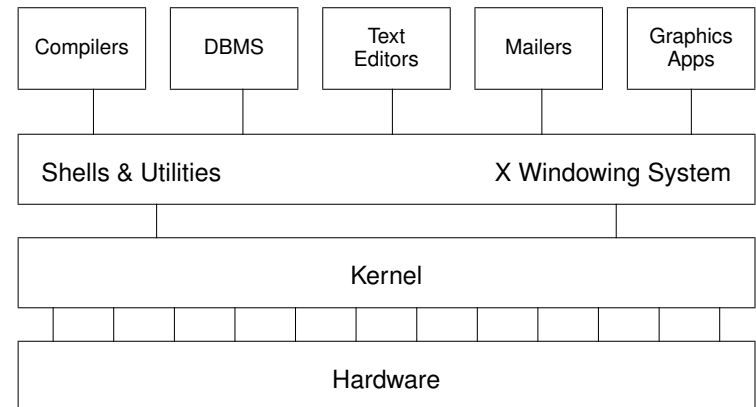 Compilers
DBMS
Text
Editors
Mailers
Graphics
Apps
Shells & Utilities
X Windowing System
Kernel
Hardware